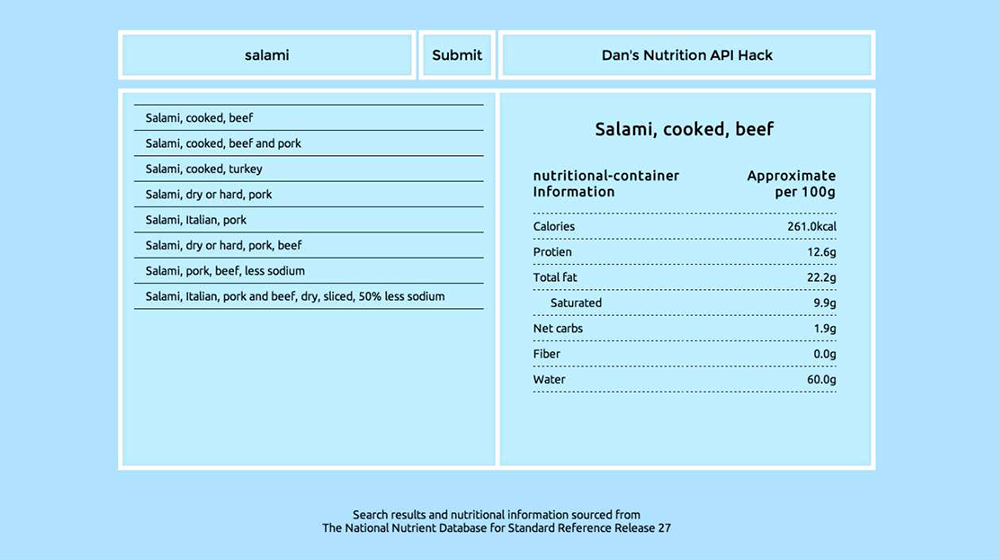 salami
Submit
Dan's Nutrition API Hack
Salami, cooked, beef
Salami, cooked, beef and pork
Salami, cooked, turkey
Salami, dry or hard, pork
Salami, Italian, pork
Salami, dry or hard, pork, beef
Salami, pork, beef, less sodium
Salami, Italian, pork and beef, dry, sliced, 50% less sodium
Salami, cooked, beef
nutritional-container Approximate
Information per 100g
Calories 261.0kcal
Protien 12.6g
Total fat 22.2g
Saturated 9.9g
Net carbs 1.9g
Fiber 0.0g
Water 60.0g
Search results and nutritional information sourced from
The National Nutrient Database for Standard Reference Release 27